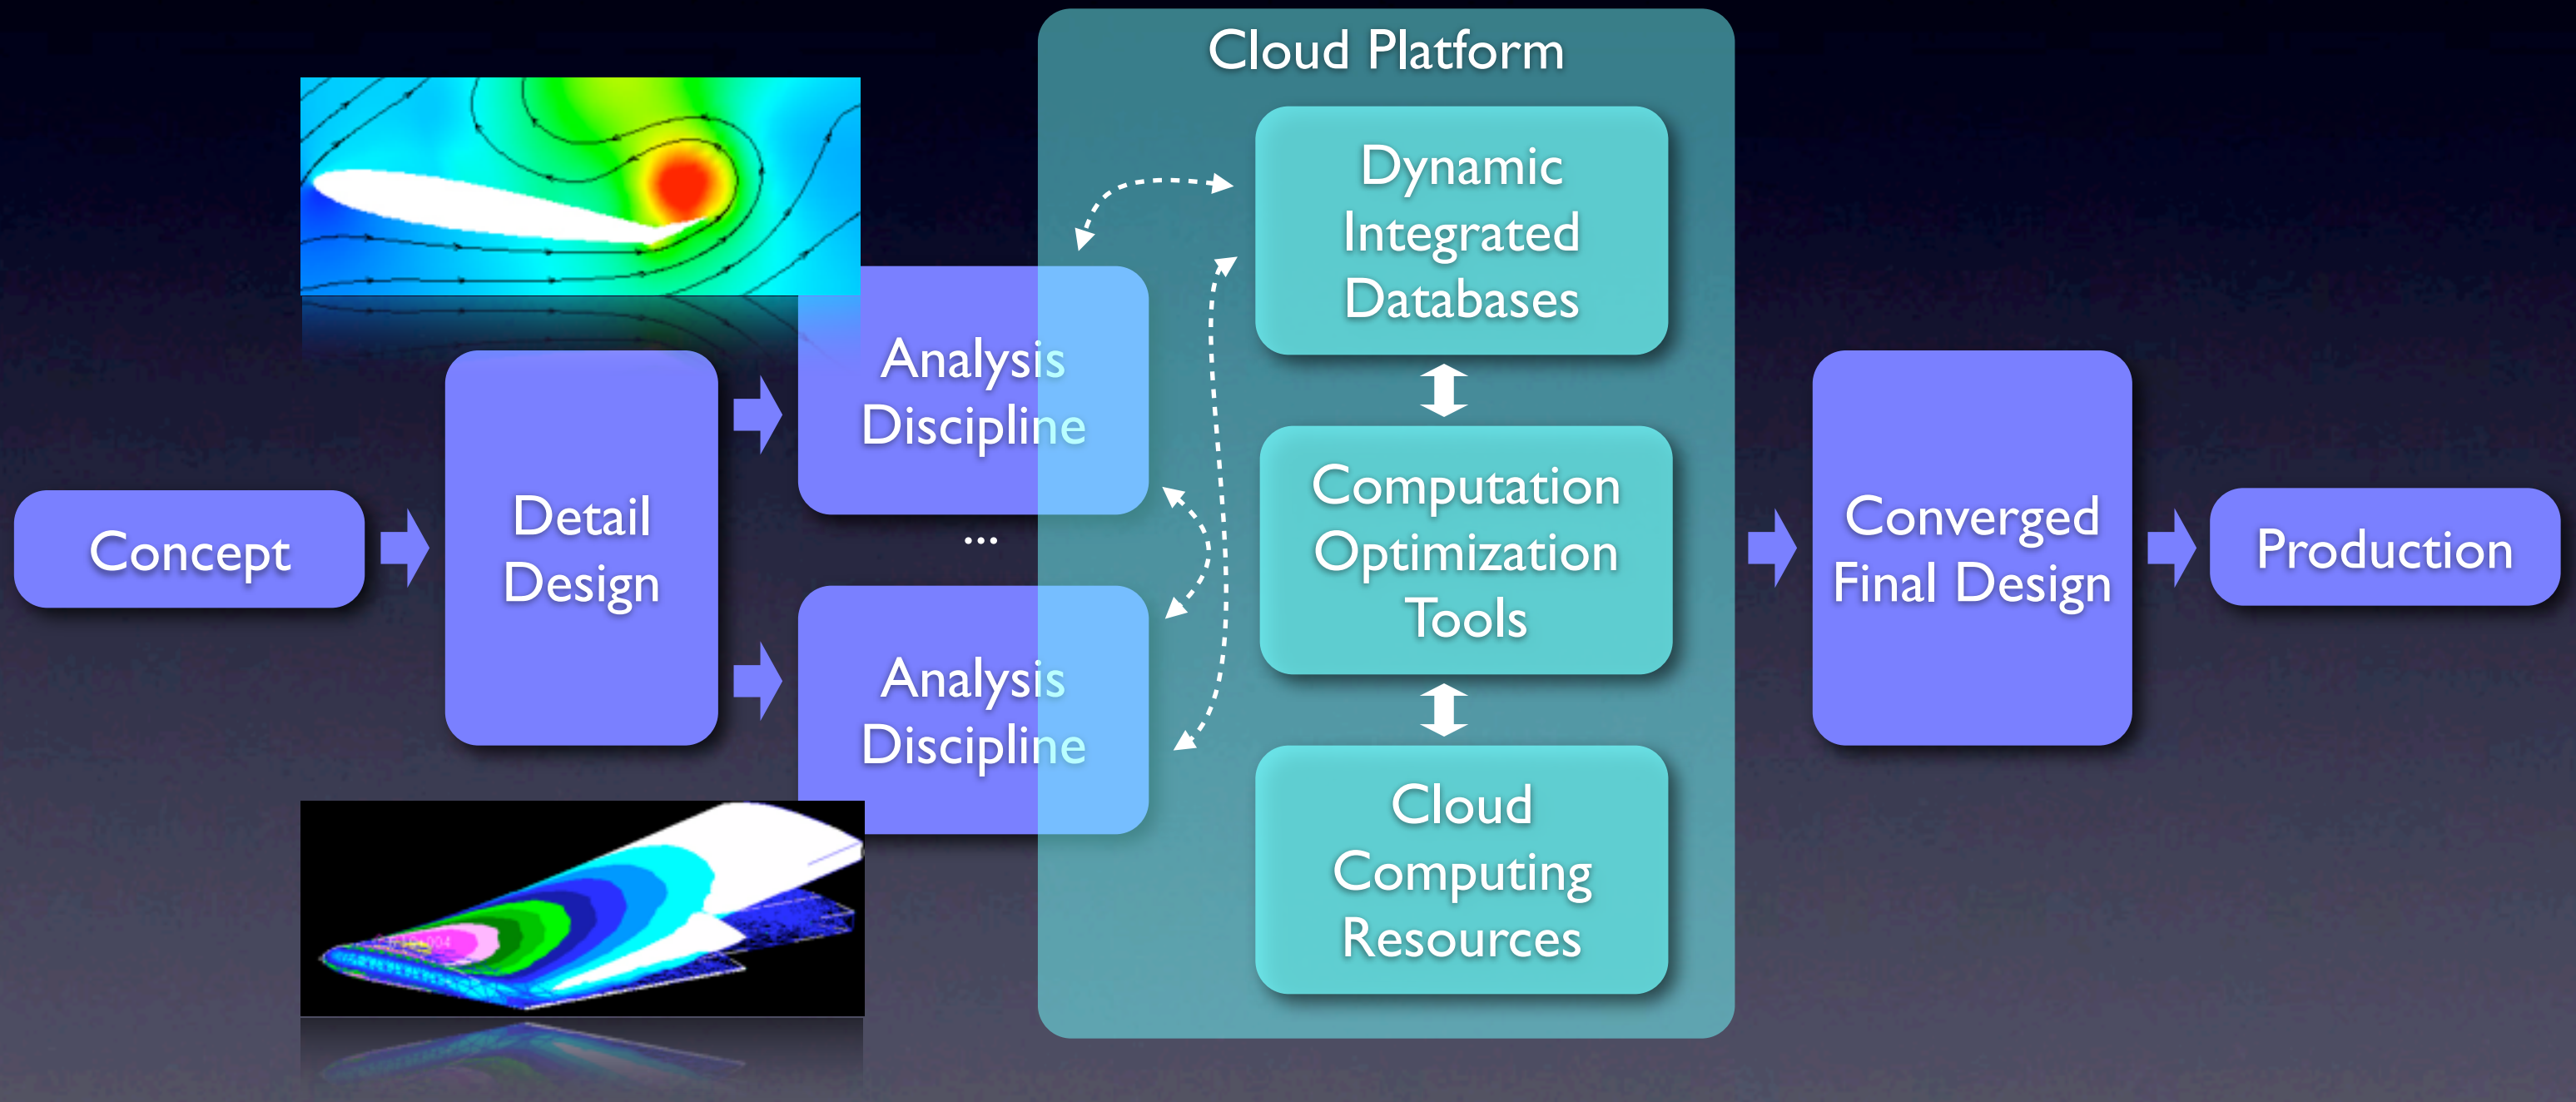 Cloud Platform
Dynamic
Integrated
Databases
Analysis
Discipline
...
Analysis
Discipline
Concept
Detail
Design
Computation
Optimization
Tools
Cloud
Computing
Resources
Converged
Final Design
Production